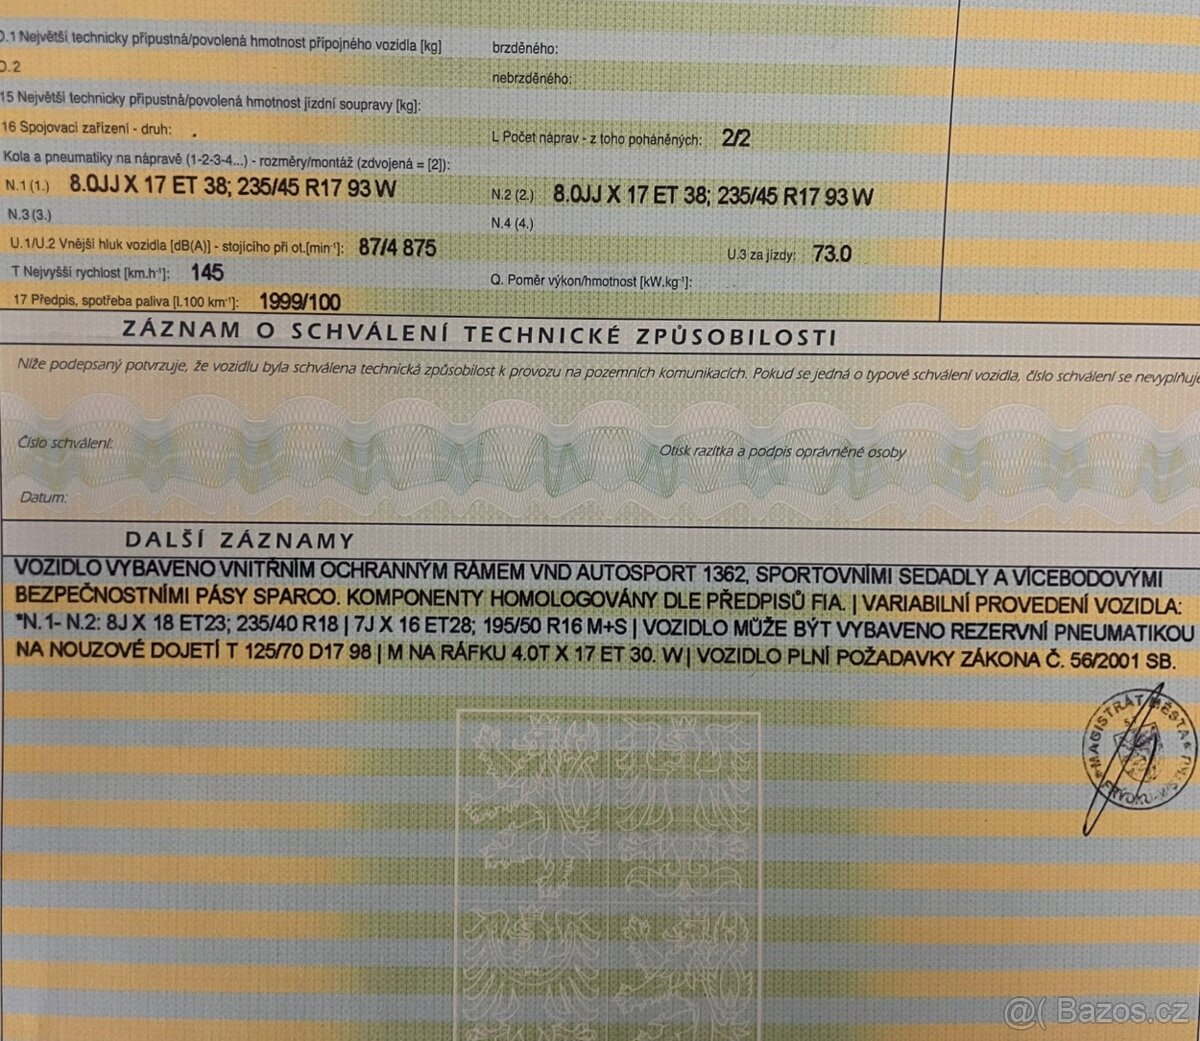 O.1 Největší technicky přípustná/povolená hmotnost přípojného vozidla [kg] brzděného:
O.2 nebrzděného:
15 Největší technicky přípustná/povolená hmotnost jízdní soupravy [kg]:
16 Spojovací zařízení - druh: . L Počet náprav - z toho poháněných: 2/2
Kola a pneumatiky na nápravě (1-2-3-4...) - rozměry/montáž (zdvojená = [2]):
N.1 (1.) 8.0JJ X 17 ET 38; 235/45 R17 93 W N.2 (2.) 8.0JJ X 17 ET 38; 235/45 R17 93 W
N.3 (3.) N.4 (4.)
U.1/U.2 Vnější hluk vozidla [dB(A)] - stojícího při ot.[min⁻¹]: 87/4 875 U.3 za jízdy: 73.0
T Nejvyšší rychlost [km.h⁻¹]: 145 Q. Poměr výkon/hmotnost [kW.kg⁻¹]:
17 Předpis, spotřeba paliva [l.100 km⁻¹]: 1999/100
ZÁZNAM O SCHVÁLENÍ TECHNICKÉ ZPŮSOBILOSTI
Níže podepsaný potvrzuje, že vozidlu byla schválena technická způsobilost k provozu na pozemních komunikacích. Pokud se jedná o typové schválení vozidla, číslo schválení se nevyplňuje
Číslo schválení: Otisk razítka a podpis oprávněné osoby
Datum:
DALŠÍ ZÁZNAMY
VOZIDLO VYBAVENO VNITŘNÍM OCHRANNÝM RÁMEM VND AUTOSPORT 1362, SPORTOVNÍMI SEDADLY A VÍCEBODOVÝMI
BEZPEČNOSTNÍMI PÁSY SPARCO. KOMPONENTY HOMOLOGOVÁNY DLE PŘEDPISŮ FIA. | VARIABILNÍ PROVEDENÍ VOZIDLA:
*N.1- N.2: 8J X 18 ET23; 235/40 R18 | 7J X 16 ET28; 195/50 R16 M+S | VOZIDLO MŮŽE BÝT VYBAVENO REZERVNÍ PNEUMATIKOU
NA NOUZOVÉ DOJETÍ T 125/70 D17 98 | M NA RÁFKU 4.0T X 17 ET 30. W | VOZIDLO PLNÍ POŽADAVKY ZÁKONA Č. 56/2001 SB.
MAGISTRÁT MĚSTA
@( Bazos.cz